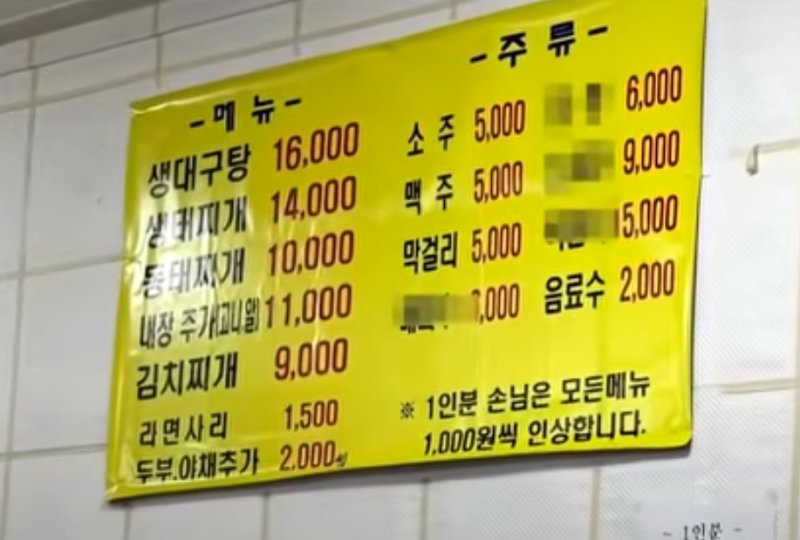 -메 뉴-
생대구탕 16,000
생태찌개 14,000
동태찌개 10,000
내장 추가(고니,알) 11,000
김치찌개 9,000
라면사리 1,500
두부.야채추가 2,000씩
-주 류-
소 주 5,000
맥 주 5,000
막걸리 5,000
,000
6,000
9,000
5,000
음료수 2,000
※ 1인분 손님은 모든메뉴
1,000원씩 인상합니다.
~ 1인분 ~